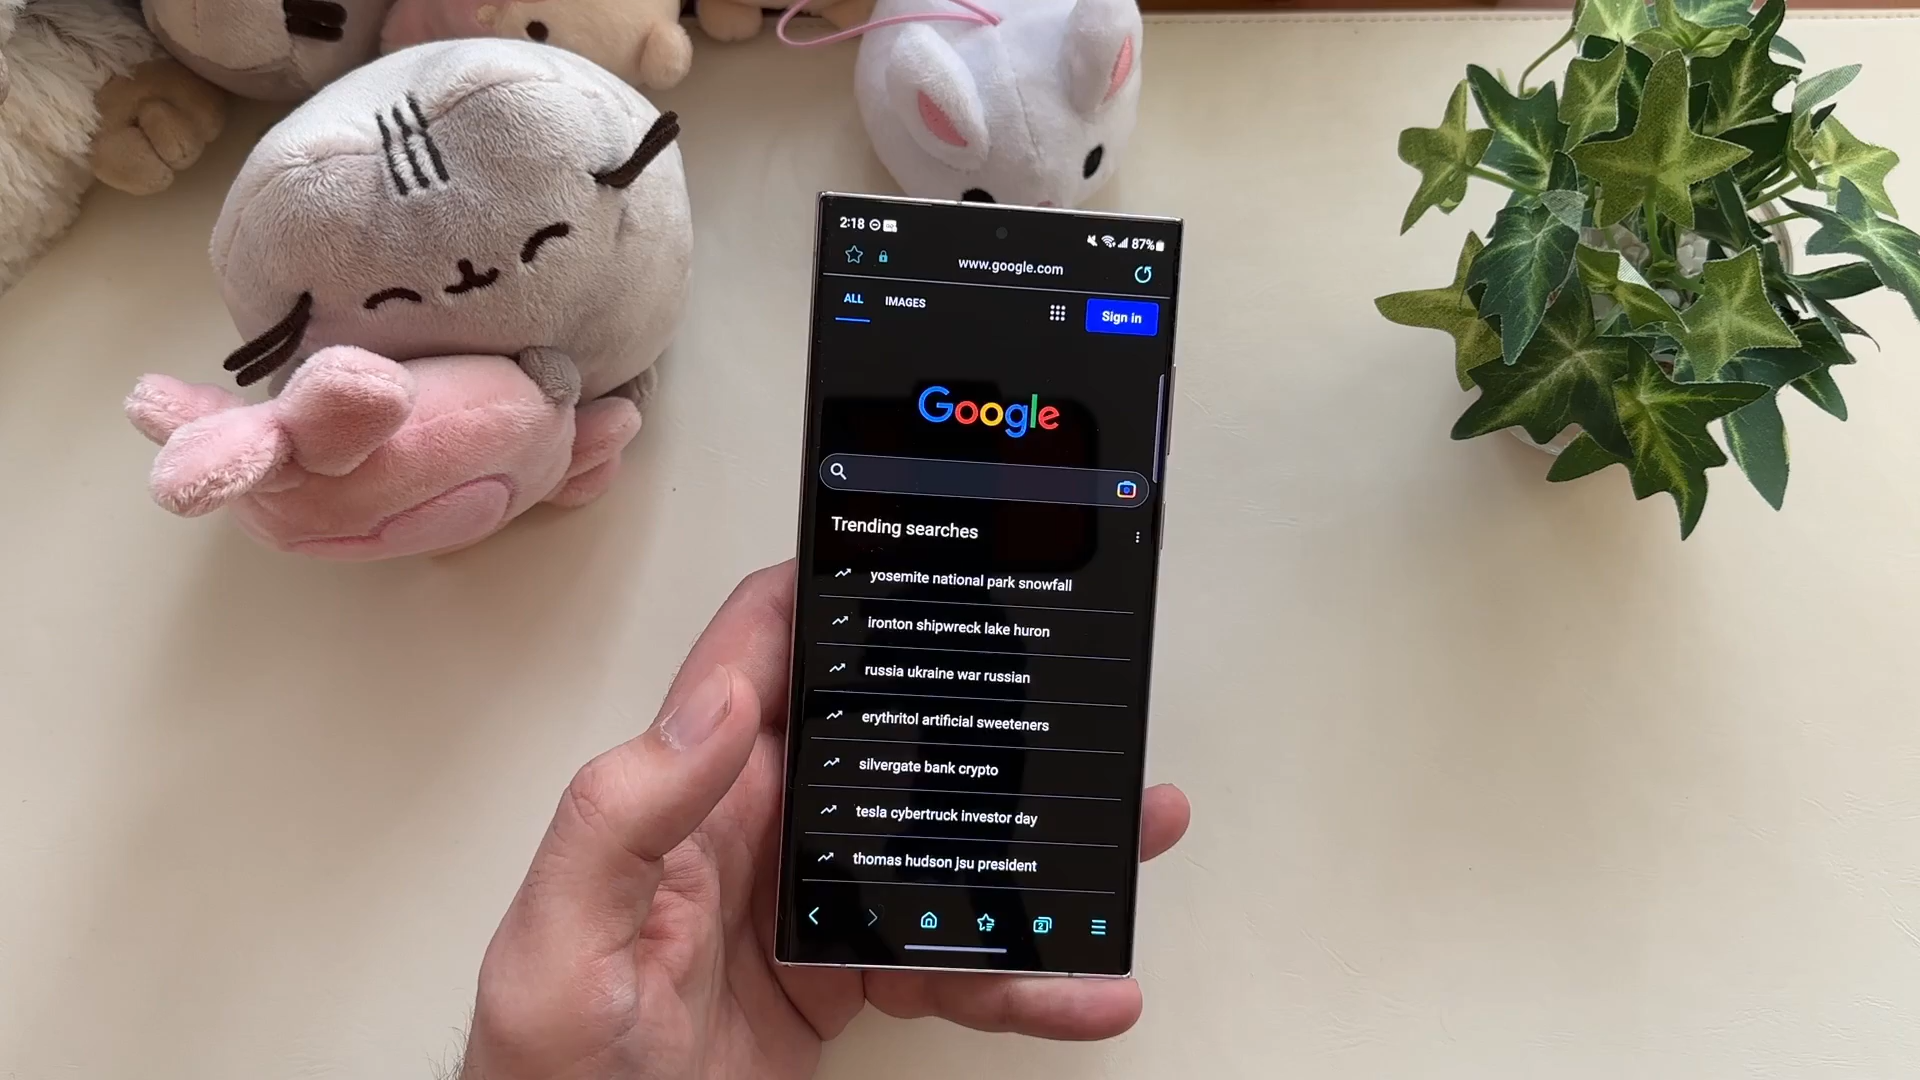 2:18
87%
www.google.com
ALL IMAGES
Sign in
Google
Trending searches
yosemite national park snowfall
ironton shipwreck lake huron
russia ukraine war russian
erythritol artificial sweeteners
silvergate bank crypto
tesla cybertruck investor day
thomas hudson jsu president
2